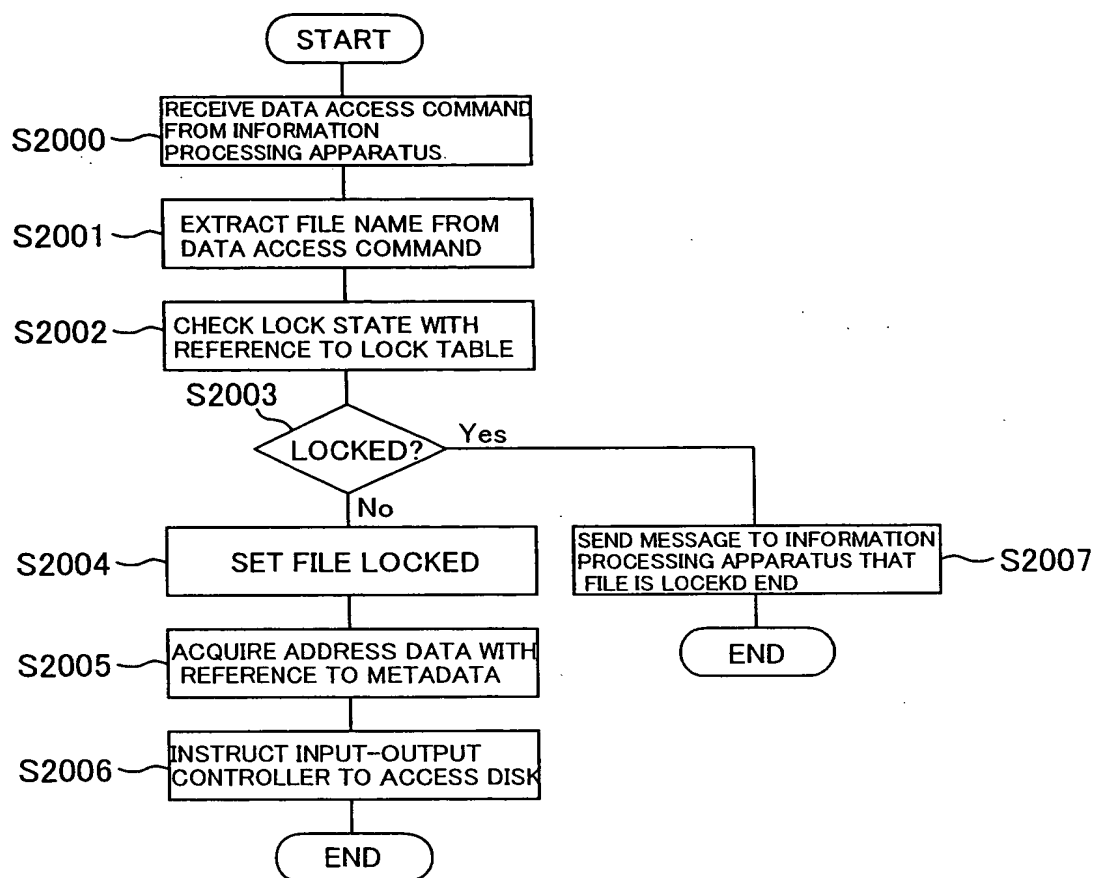 START
S2000
RECEIVE DATA ACCESS COMMAND
FROM INFORMATION
PROCESSING APPARATUS
S2001
EXTRACT FILE NAME FROM
DATA ACCESS COMMAND
S2002
CHECK LOCK STATE WITH
REFERENCE TO LOCK TABLE
S2003
LOCKED?
Yes
No
S2004
SET FILE LOCKED
SEND MESSAGE TO INFORMATION
PROCESSING APPARATUS THAT
FILE IS LOCEKD END
S2007
END
S2005
ACQUIRE ADDRESS DATA WITH
REFERENCE TO METADATA
S2006
INSTRUCT INPUT-OUTPUT
CONTROLLER TO ACCESS DISK
END